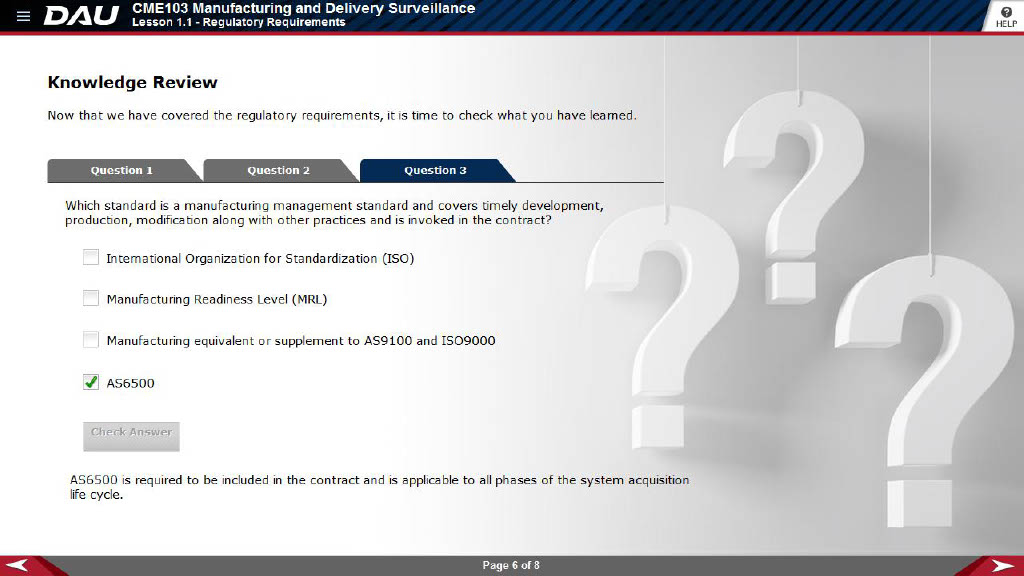 DAU
CME103 Manufacturing and Delivery Surveillance
Lesson 1.1 - Regulatory Requirements
?
HELP
Knowledge Review
Now that we have covered the regulatory requirements, it is time to check what you have learned.
Question 1
Question 2
Question 3
Which standard is a manufacturing management standard and covers timely development,
production, modification along with other practices and is invoked in the contract?
International Organization for Standardization (ISO)
Manufacturing Readiness Level (MRL)
Manufacturing equivalent or supplement to AS9100 and ISO9000
AS6500
Check Answer
AS6500 is required to be included in the contract and is applicable to all phases of the system acquisition
life cycle.
Page 6 of 8